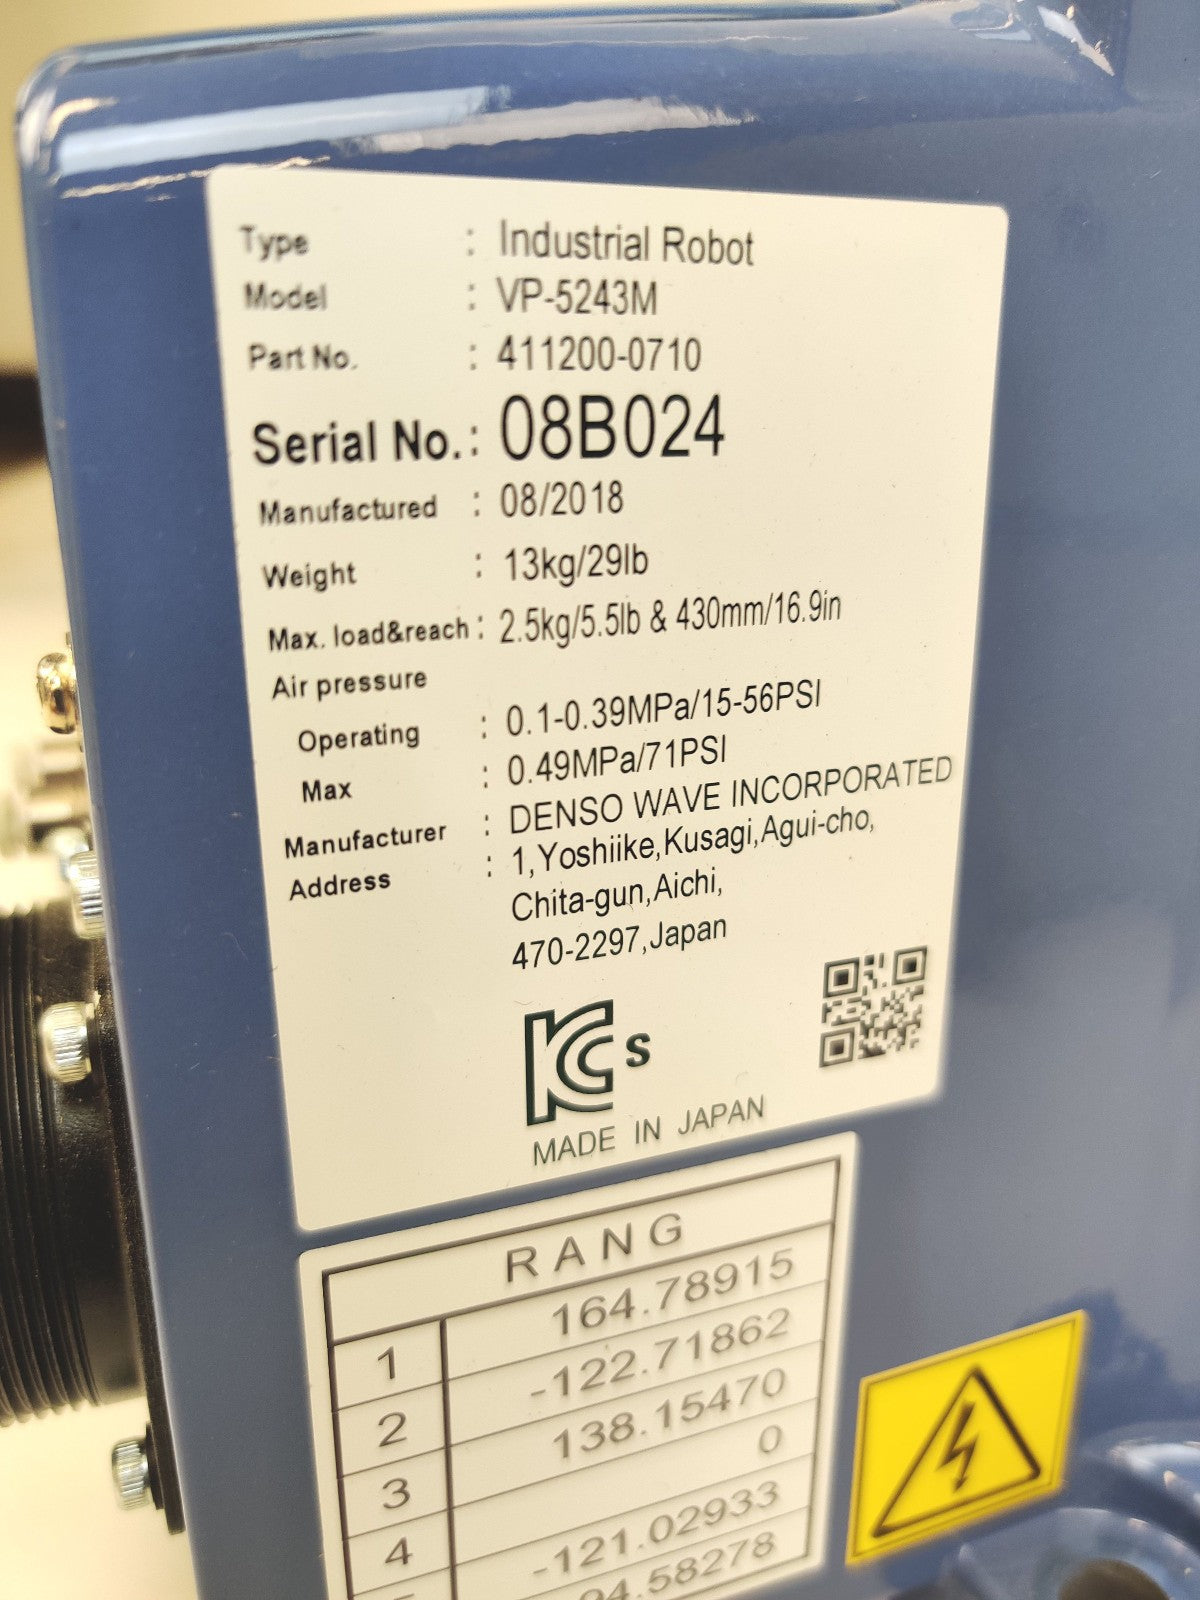 Type : Industrial Robot
Model : VP-5243M
Part No. : 411200-0710
Serial No. : 08B024
Manufactured : 08/2018
Weight : 13kg/29lb
Max. load&reach : 2.5kg/5.5lb & 430mm/16.9in
Air pressure
Operating : 0.1-0.39MPa/15-56PSI
Max : 0.49MPa/71PSI
Manufacturer : DENSO WAVE INCORPORATED
Address : 1,Yoshiike,Kusagi,Agui-cho,
Chita-gun,Aichi,
470-2297,Japan
KCs
MADE IN JAPAN
RANG
1 164.78915
2 -122.71862
3 138.15470
4 0
-121.02933
94.58278